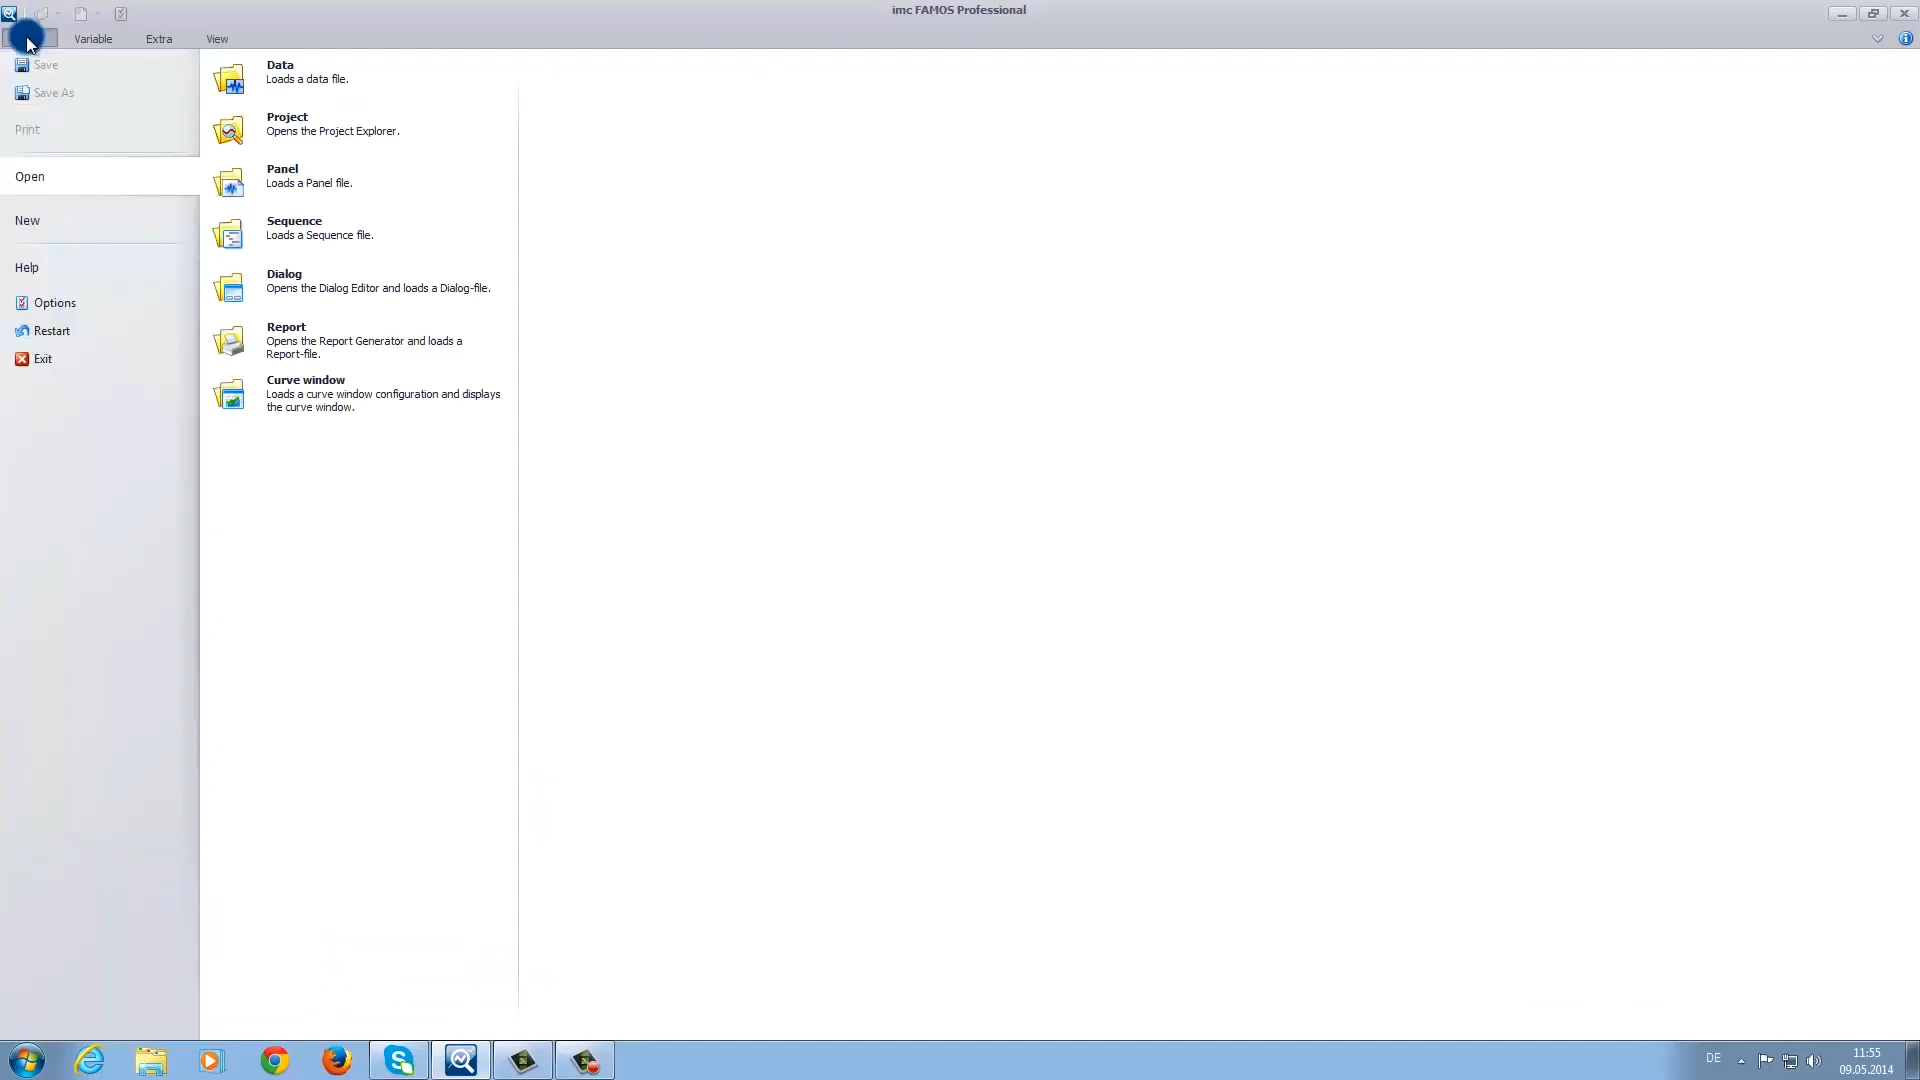 imc FAMOS Professional
Variable Extra View
Save
Save As
Print
Open
New
Help
Options
Restart
Exit
Data
Loads a data file.
Project
Opens the Project Explorer.
Panel
Loads a Panel file.
Sequence
Loads a Sequence file.
Dialog
Opens the Dialog Editor and loads a Dialog-file.
Report
Opens the Report Generator and loads a
Report-file.
Curve window
Loads a curve window configuration and displays
the curve window.
DE
11:55
09.05.2014